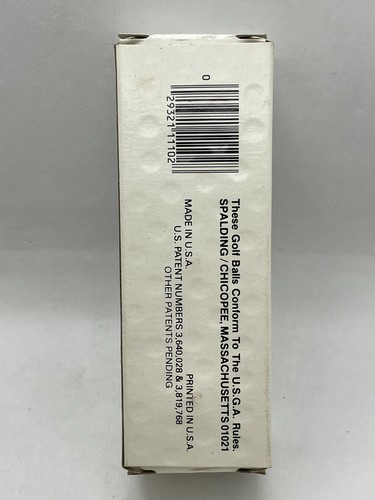 0
29321 11102
These Golf Balls Conform To The U.S.G.A. Rules.
SPALDING / CHICOPEE, MASSACHUSETTS 01021
MADE IN U.S.A. PRINTED IN U.S.A.
U.S. PATENT NUMBERS 3,640,028 & 3,819,768
OTHER PATENTS PENDING